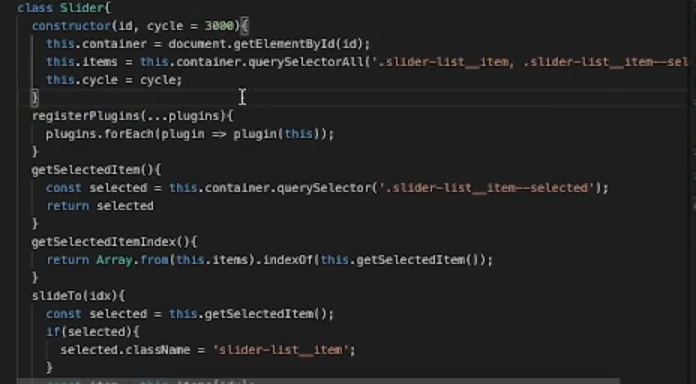 class Slider{
constructor(id, cycle = 3000){
this.container = document.getElementById(id);
this.items = this.container.querySelectorAll('.slider-list__item, .slider-list__item--sel
this.cycle = cycle;
}
registerPlugins(...plugins){
plugins.forEach(plugin => plugin(this));
}
getSelectedItem(){
const selected = this.container.querySelector('.slider-list__item--selected');
return selected
}
getSelectedItemIndex(){
return Array.from(this.items).indexOf(this.getSelectedItem());
}
slideTo(idx){
const selected = this.getSelectedItem();
if(selected){
selected.className = 'slider-list__item';
}